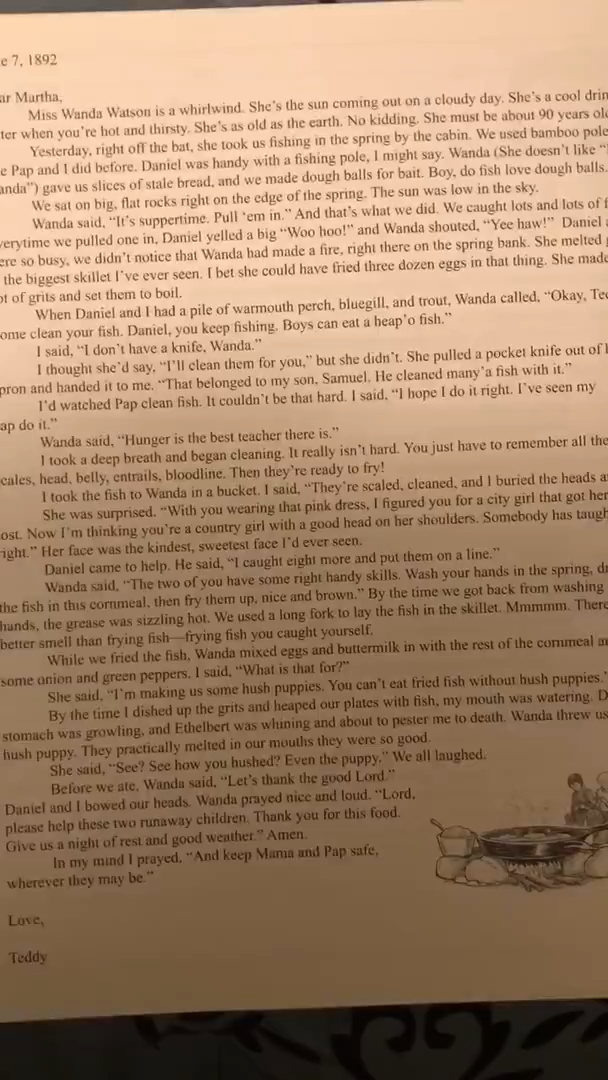 e 7, 1892
ar Martha,
Miss Wanda Watson is a whirlwind. She's the sun coming out on a cloudy day. She's a cool drin
ter when you're hot and thirsty. She's as old as the earth. No kidding. She must be about 90 years old
Yesterday, right off the bat, she took us fishing in the spring by the cabin. We used bamboo pole
e Pap and I did before. Daniel was handy with a fishing pole, I might say. Wanda (She doesn't like "
anda") gave us slices of stale bread, and we made dough balls for bait. Boy, do fish love dough balls.
We sat on big, flat rocks right on the edge of the spring. The sun was low in the sky.
Wanda said, "It's suppertime. Pull 'em in." And that's what we did. We caught lots and lots of f
verytime we pulled one in, Daniel yelled a big "Woo hoo!" and Wanda shouted, "Yee haw!" Daniel
ere so busy, we didn't notice that Wanda had made a fire, right there on the spring bank. She melted
the biggest skillet I've ever seen. I bet she could have fried three dozen eggs in that thing. She made
ot of grits and set them to boil.
When Daniel and I had a pile of warmouth perch, bluegill, and trout, Wanda called, "Okay, Te
ome clean your fish. Daniel, you keep fishing. Boys can eat a heap'o fish."
I said, "I don't have a knife, Wanda."
I thought she'd say, "I'll clean them for you," but she didn't. She pulled a pocket knife out of
pron and handed it to me. "That belonged to my son, Samuel. He cleaned many'a fish with it."
I'd watched Pap clean fish. It couldn't be that hard. I said, "I hope I do it right. I've seen my
ap do it."
Wanda said, "Hunger is the best teacher there is."
I took a deep breath and began cleaning. It really isn't hard. You just have to remember all the
cales, head, belly, entrails, bloodline. Then they're ready to fry!
I took the fish to Wanda in a bucket. I said, "They're scaled, cleaned, and I buried the heads a
She was surprised. "With you wearing that pink dress, I figured you for a city girl that got her
ost. Now I'm thinking you're a country girl with a good head on her shoulders. Somebody has taugh
ight." Her face was the kindest, sweetest face I'd ever seen.
Daniel came to help. He said, "I caught eight more and put them on a line."
Wanda said, "The two of you have some right handy skills. Wash your hands in the spring, d
the fish in this cornmeal, then fry them up, nice and brown." By the time we got back from washing
hands, the grease was sizzling hot. We used a long fork to lay the fish in the skillet. Mmmmm. There
better smell than frying fish—frying fish you caught yourself.
While we fried the fish, Wanda mixed eggs and buttermilk in with the rest of the cornmeal a
some onion and green peppers. I said, "What is that for?"
She said, "I'm making us some hush puppies. You can't eat fried fish without hush puppies."
By the time I dished up the grits and heaped our plates with fish, my mouth was watering. D
stomach was growling, and Ethelbert was whining and about to pester me to death. Wanda threw us
hush puppy. They practically melted in our mouths they were so good.
She said, "See? See how you hushed? Even the puppy." We all laughed.
Before we ate, Wanda said, "Let's thank the good Lord."
Daniel and I bowed our heads. Wanda prayed nice and loud. "Lord,
please help these two runaway children. Thank you for this food.
Give us a night of rest and good weather." Amen.
In my mind I prayed, "And keep Mama and Pap safe,
wherever they may be."
Love,
Teddy